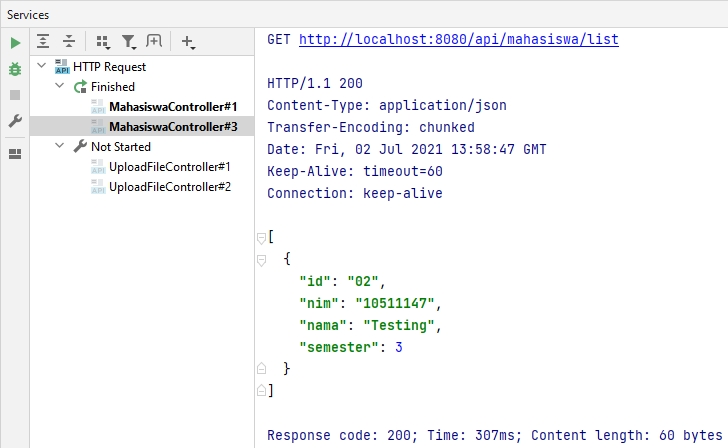 Services
HTTP Request
Finished
MahasiswaController#1
MahasiswaController#3
Not Started
UploadFileController#1
UploadFileController#2
GET http://localhost:8080/api/mahasiswa/list
HTTP/1.1 200
Content-Type: application/json
Transfer-Encoding: chunked
Date: Fri, 02 Jul 2021 13:58:47 GMT
Keep-Alive: timeout=60
Connection: keep-alive
[
{
"id": "02",
"nim": "10511147",
"nama": "Testing",
"semester": 3
}
]
Response code: 200; Time: 307ms; Content length: 60 bytes